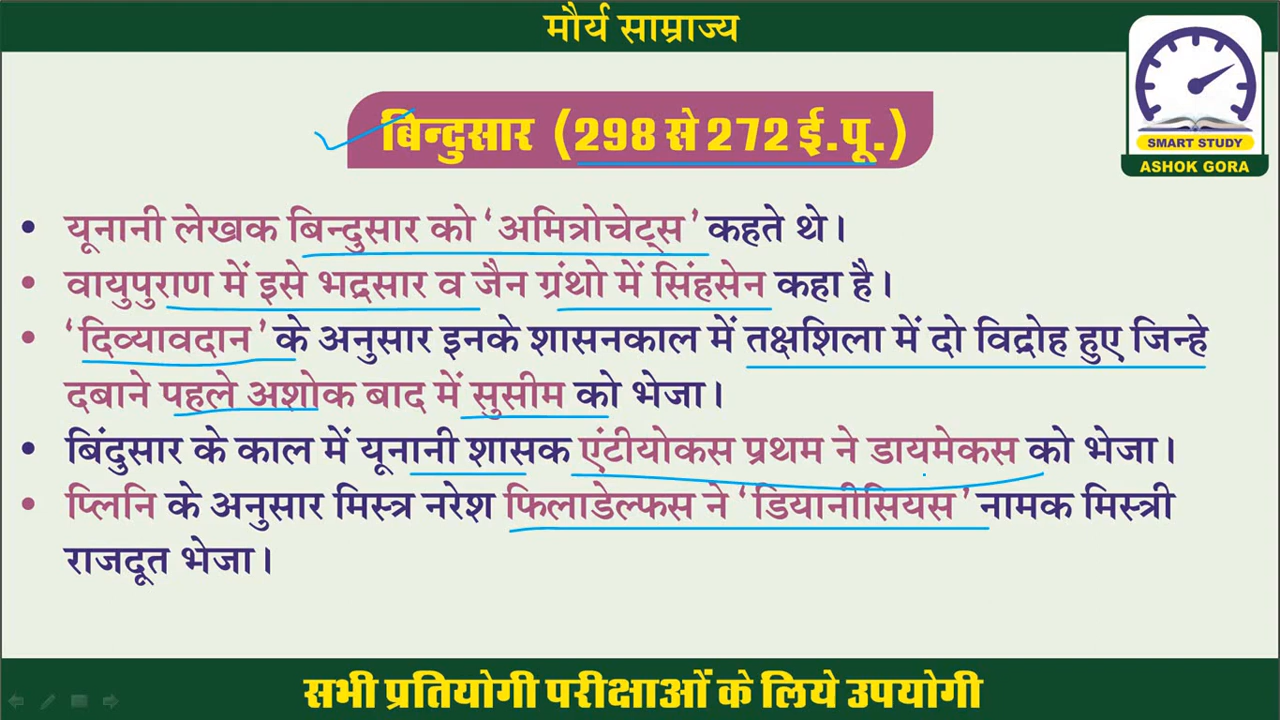 मौर्य साम्राज्य
SMART STUDY
ASHOK GORA
बिन्दुसार (298 से 272 ई.पू.)
• यूनानी लेखक बिन्दुसार को ‘अमित्रोचेट्स’ कहते थे।
• वायुपुराण में इसे भद्रसार व जैन ग्रंथो में सिंहसेन कहा है।
• ‘दिव्यावदान’ के अनुसार इनके शासनकाल में तक्षशिला में दो विद्रोह हुए जिन्हे
दबाने पहले अशोक बाद में सुसीम को भेजा।
• बिंदुसार के काल में यूनानी शासक एंटीयोकस प्रथम ने डायमेकस को भेजा।
• प्लिनि के अनुसार मिस्त्र नरेश फिलाडेल्फस ने ‘डियानीसियस’ नामक मिस्त्री
राजदूत भेजा।
सभी प्रतियोगी परीक्षाओं के लिये उपयोगी